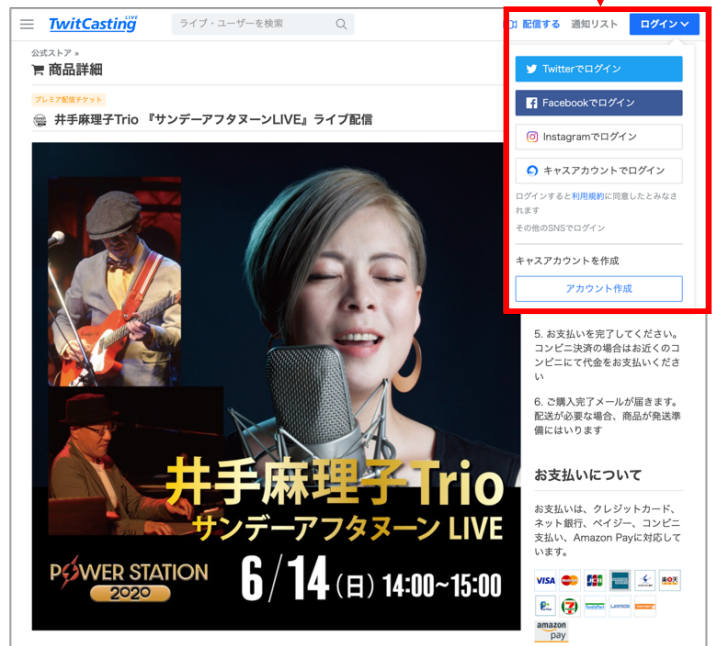 TwitCasting LIVE
ライブ・ユーザーを検索
配信する 通知リスト ログイン
公式ストア »
商品詳細
プレミア配信チケット
井手麻理子Trio 『サンデーアフタヌーンLIVE』ライブ配信
Twitterでログイン
Facebookでログイン
Instagramでログイン
キャスアカウントでログイン
ログインすると利用規約に同意したとみなさ
れます
その他のSNSでログイン
キャスアカウントを作成
アカウント作成
井手麻理子Trio
サンデーアフタヌーン LIVE
POWER STATION
2020
6/14(日) 14:00~15:00
5. お支払いを完了してください。
コンビニ決済の場合はお近くのコ
ンビニにて代金をお支払いくださ
い
6. ご購入完了メールが届きます。
配送が必要な場合、商品が発送準
備にはいります
お支払いについて
お支払いは、クレジットカード、
ネット銀行、ペイジー、コンビニ
支払い、Amazon Payに対応して
います。
VISA JCB
FamilyMart LAWSON
amazon
pay